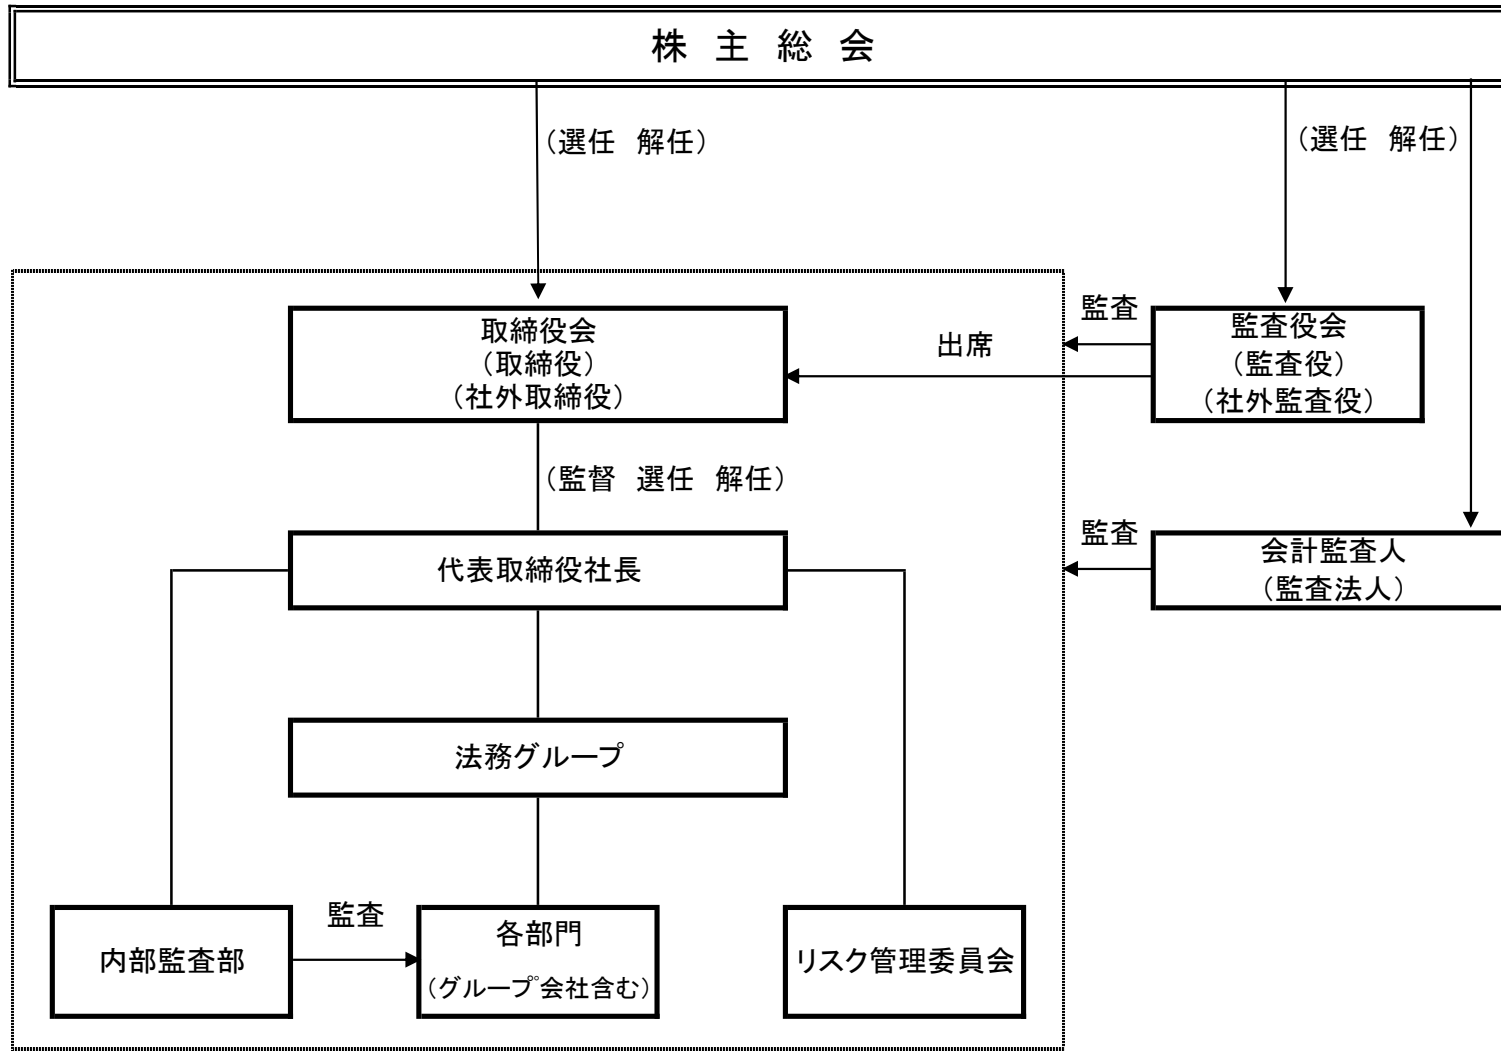 株 主 総 会
（選任　解任）
（選任　解任）
取締役会
（取締役）
（社外取締役）
出席
監査
監査役会
（監査役）
（社外監査役）
（監督　選任　解任）
代表取締役社長
監査
会計監査人
（監査法人）
法務グループ
内部監査部
監査
各部門
（グループ会社含む）
リスク管理委員会